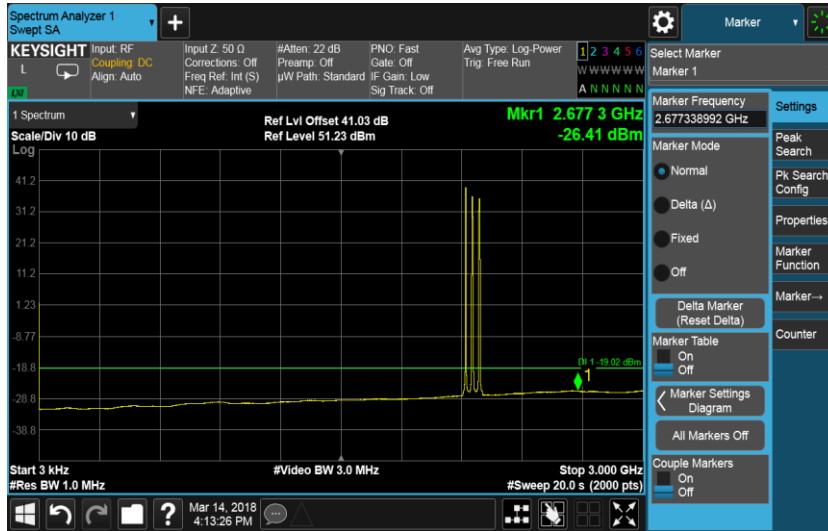 Spectrum Analyzer 1
Swept SA
+
Marker
KEYSIGHT
L
LXI
Input: RF
Coupling: DC
Align: Auto
Input Z: 50 Ω
Corrections: Off
Freq Ref: Int (S)
NFE: Adaptive
#Atten: 22 dB
Preamp: Off
µW Path: Standard
PNO: Fast
Gate: Off
IF Gain: Low
Sig Track: Off
Avg Type: Log-Power
Trig: Free Run
1 2 3 4 5 6
W W W W W W
A N N N N N
Select Marker
Marker 1
1 Spectrum
Scale/Div 10 dB
Log
Ref Lvl Offset 41.03 dB
Ref Level 51.23 dBm
Mkr1 2.677 3 GHz
-26.41 dBm
41.2
31.2
21.2
11.2
1.23
-8.77
-18.8
-28.8
-38.8
DL1 -19.02 dBm
1
Start 3 kHz
#Res BW 1.0 MHz
#Video BW 3.0 MHz
Stop 3.000 GHz
#Sweep 20.0 s (2000 pts)
Marker Frequency
2.677338992 GHz
Marker Mode
Normal
Delta (Δ)
Fixed
Off
Delta Marker
(Reset Delta)
Marker Table
On
Off
Marker Settings
Diagram
All Markers Off
Couple Markers
On
Off
Settings
Peak
Search
Pk Search
Config
Properties
Marker
Function
Marker→
Counter
?
Mar 14, 2018
4:13:26 PM